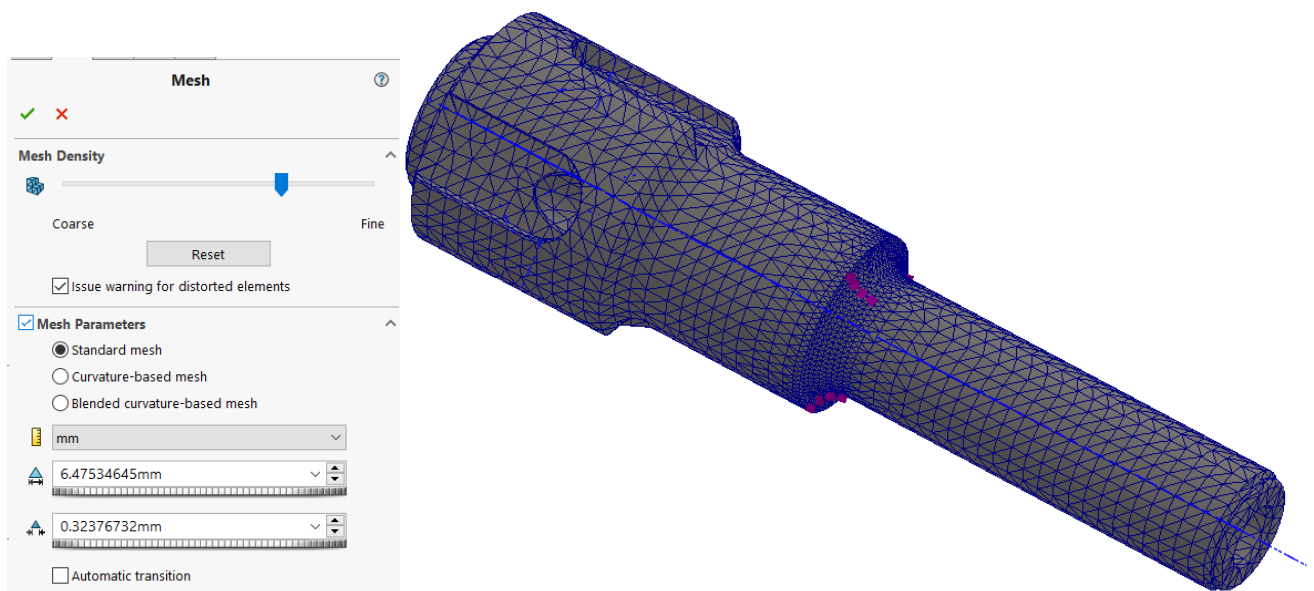 Mesh
Mesh Density
Coarse Fine
Reset
Issue warning for distorted elements
Mesh Parameters
Standard mesh
Curvature-based mesh
Blended curvature-based mesh
mm
6.47534645mm
0.32376732mm
Automatic transition